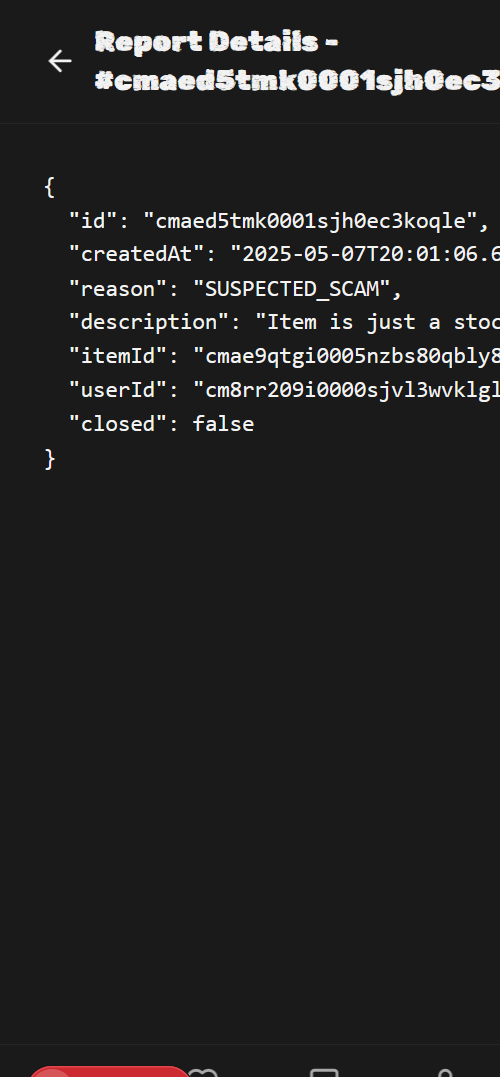 Report Details -
#cmaed5tmk0001sjh0ec3
{
"id": "cmaed5tmk0001sjh0ec3koqle",
"createdAt": "2025-05-07T20:01:06.6
"reason": "SUSPECTED_SCAM",
"description": "Item is just a stoc
"itemId": "cmae9qtgi0005nzbs80qbly8
"userId": "cm8rr209i0000sjvl3wvklgl
"closed": false
}